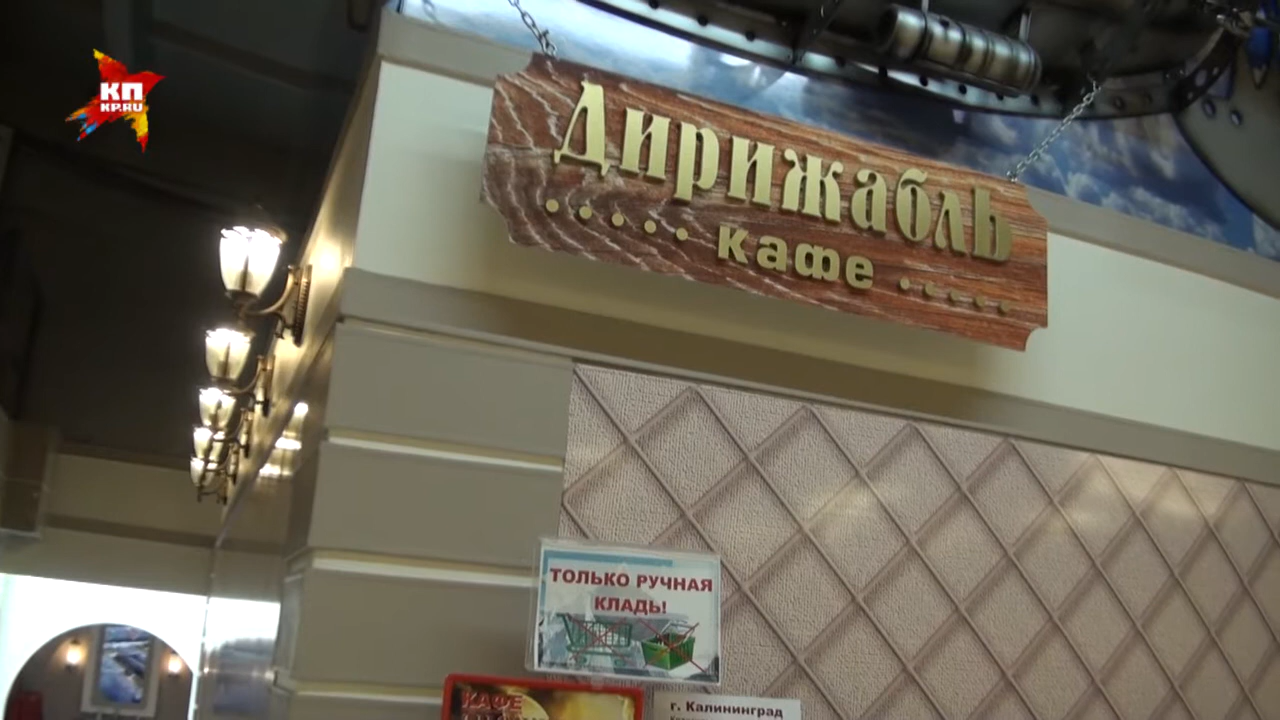 КП
KP.RU
Дирижабль
кафе
ТОЛЬКО РУЧНАЯ
КЛАДЬ!
КАФЕ
г. Калининград